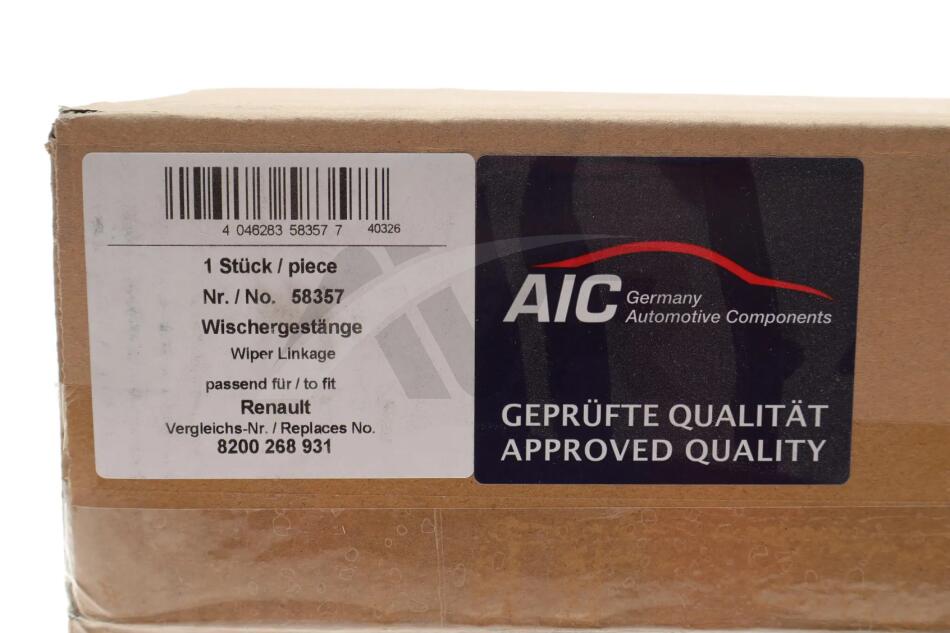 4 046283 58357 7 40326
1 Stück / piece
Nr. / No. 58357
Wischergestänge
Wiper Linkage
passend für / to fit
Renault
Vergleichs-Nr. / Replaces No.
8200 268 931
AIC Germany
Automotive Components
GEPRÜFTE QUALITÄT
APPROVED QUALITY